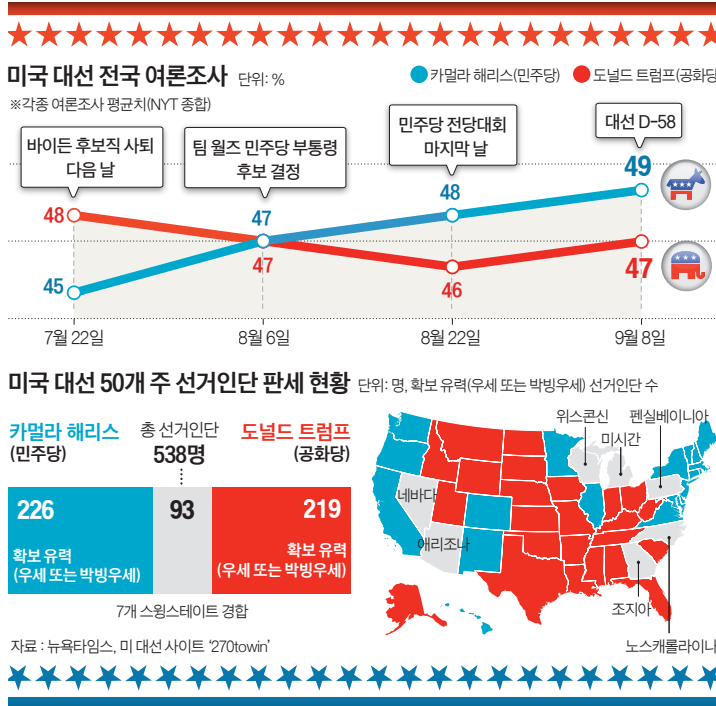 미국 대선 전국 여론조사 단위: %
카멀라 해리스(민주당) 도널드 트럼프(공화당
※각종 여론조사 평균치(NYT 종합)
바이든 후보직 사퇴
다음 날
팀 월즈 민주당 부통령
후보 결정
민주당 전당대회
마지막 날
대선 D-58
48
47
48
49
45
47
46
47
7월 22일
8월 6일
8월 22일
9월 8일
미국 대선 50개 주 선거인단 판세 현황 단위: 명, 확보 유력(우세 또는 박빙우세) 선거인단 수
카멀라 해리스
(민주당)
총 선거인단
538명
도널드 트럼프
(공화당)
226
확보 유력
(우세 또는 박빙우세)
93
219
확보 유력
(우세 또는 박빙우세)
7개 스윙스테이트 경합
위스콘신
펜실베이니아
미시간
네바다
애리조나
조지아
노스캐롤라이나
자료 : 뉴욕타임스, 미 대선 사이트 ‘270towin’